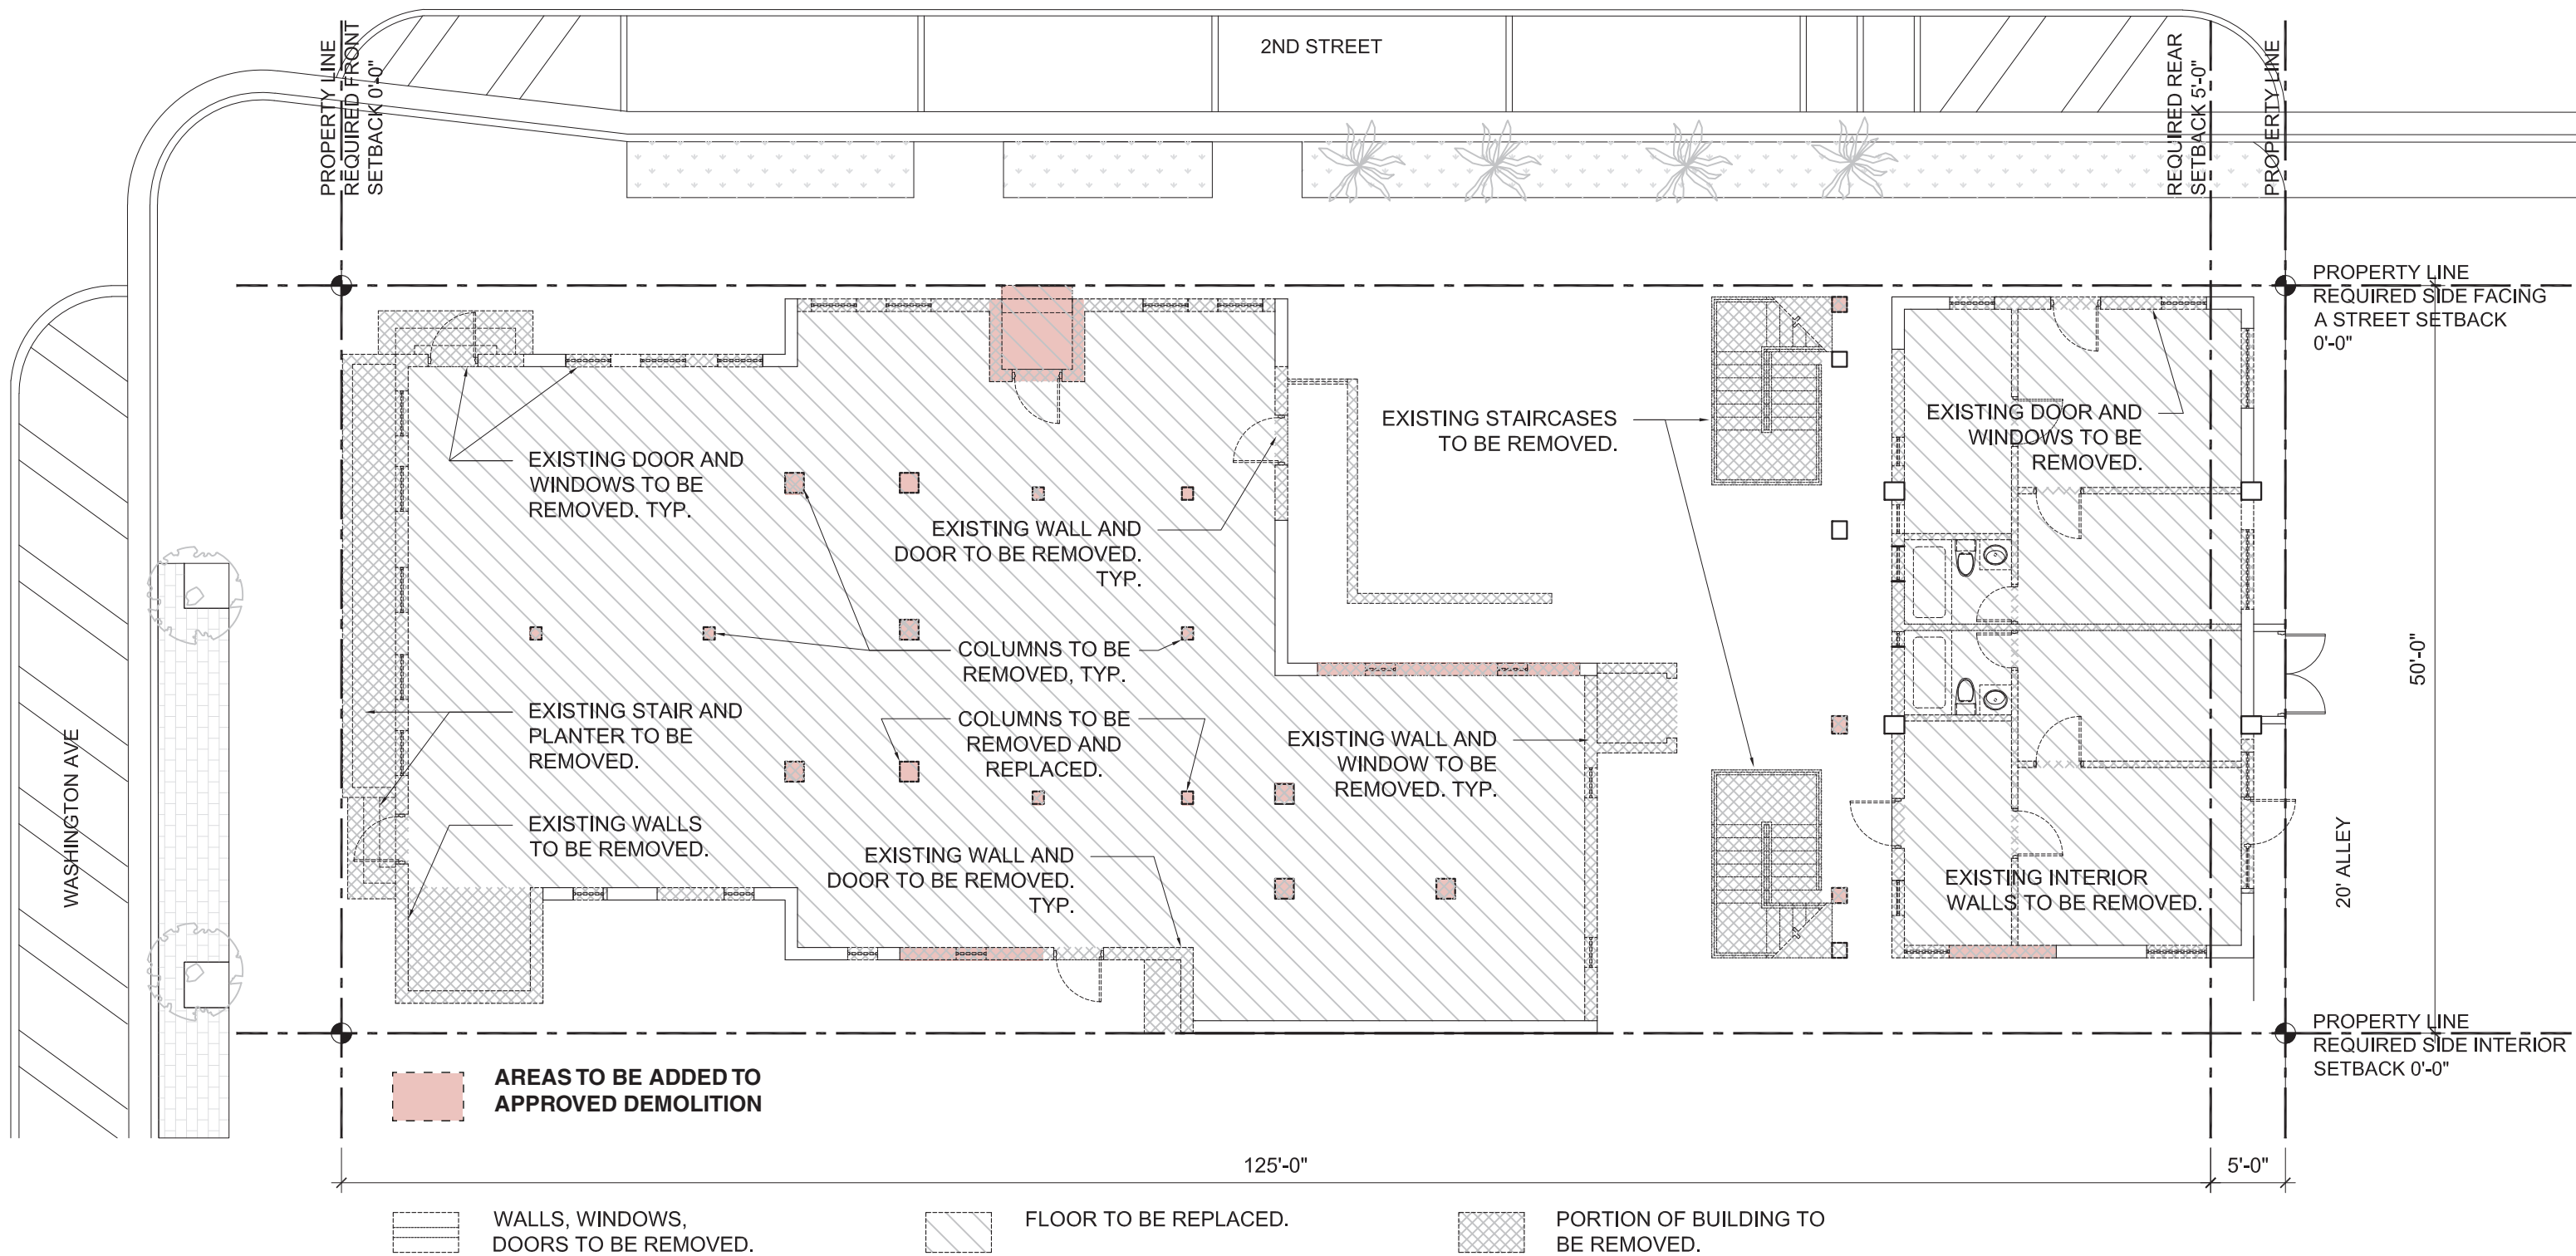 2ND STREET
PROPERTY LINE
REQUIRED FRONT
SETBACK 0'-0"
REQUIRED REAR
SETBACK 5'-0"
PROPERTY LINE
PROPERTY LINE
REQUIRED SIDE FACING
A STREET SETBACK
0'-0"
EXISTING STAIRCASES
TO BE REMOVED.
EXISTING DOOR AND
WINDOWS TO BE
REMOVED.
EXISTING DOOR AND
WINDOWS TO BE
REMOVED. TYP.
EXISTING WALL AND
DOOR TO BE REMOVED.
TYP.
COLUMNS TO BE
REMOVED, TYP.
50'-0"
EXISTING STAIR AND
PLANTER TO BE
REMOVED.
COLUMNS TO BE
REMOVED AND
REPLACED.
EXISTING WALL AND
WINDOW TO BE
REMOVED. TYP.
WASHINGTON AVE
EXISTING WALLS
TO BE REMOVED.
EXISTING WALL AND
DOOR TO BE REMOVED.
TYP.
EXISTING INTERIOR
WALLS TO BE REMOVED.
20' ALLEY
PROPERTY LINE
REQUIRED SIDE INTERIOR
SETBACK 0'-0"
AREAS TO BE ADDED TO
APPROVED DEMOLITION
125'-0"
5'-0"
WALLS, WINDOWS,
DOORS TO BE REMOVED.
FLOOR TO BE REPLACED.
PORTION OF BUILDING TO
BE REMOVED.